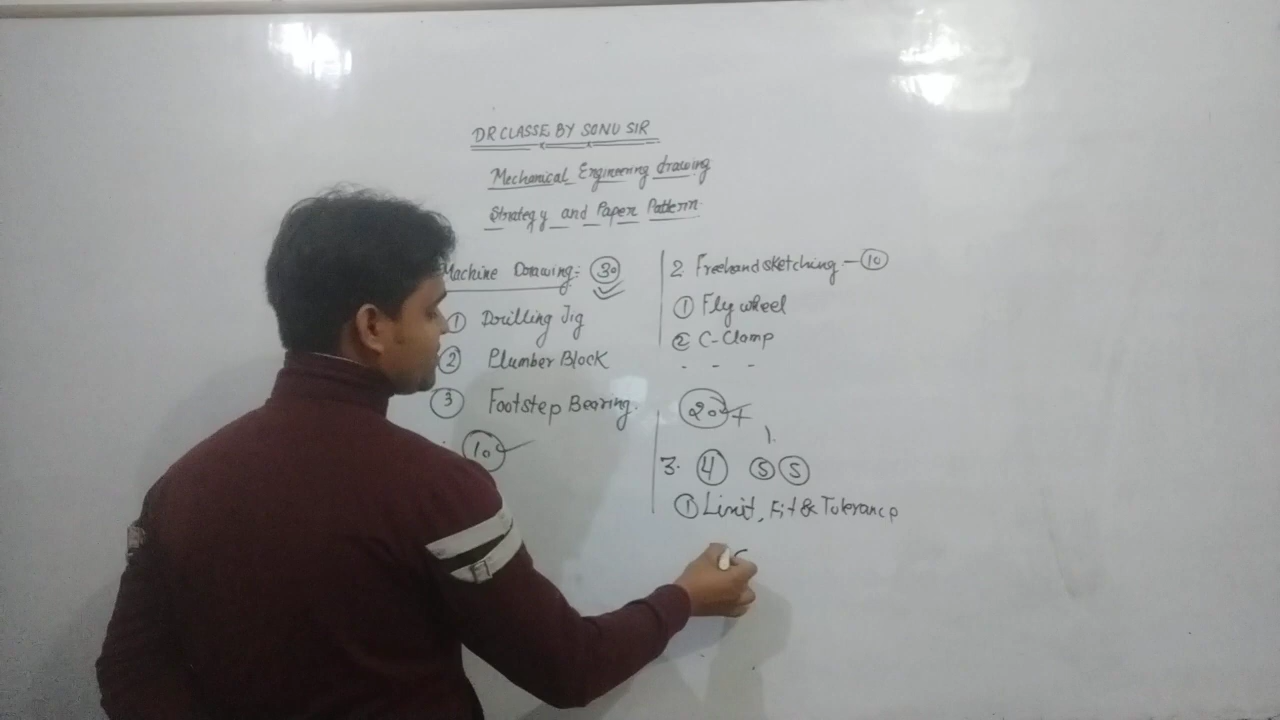 DR CLASSE BY SONU SIR
Mechanical Engineering drawing
Strategy and Paper Pattern.
Machine Drawing:- 30
1 Drilling Jig
2 Plumber Block
3 Footstep Bearing.
10
2. Freehand sketching - 10
1 Fly wheel
2 C-Clamp
- - -
20
3. 4 5 5
1 Limit, Fit & Tolerance